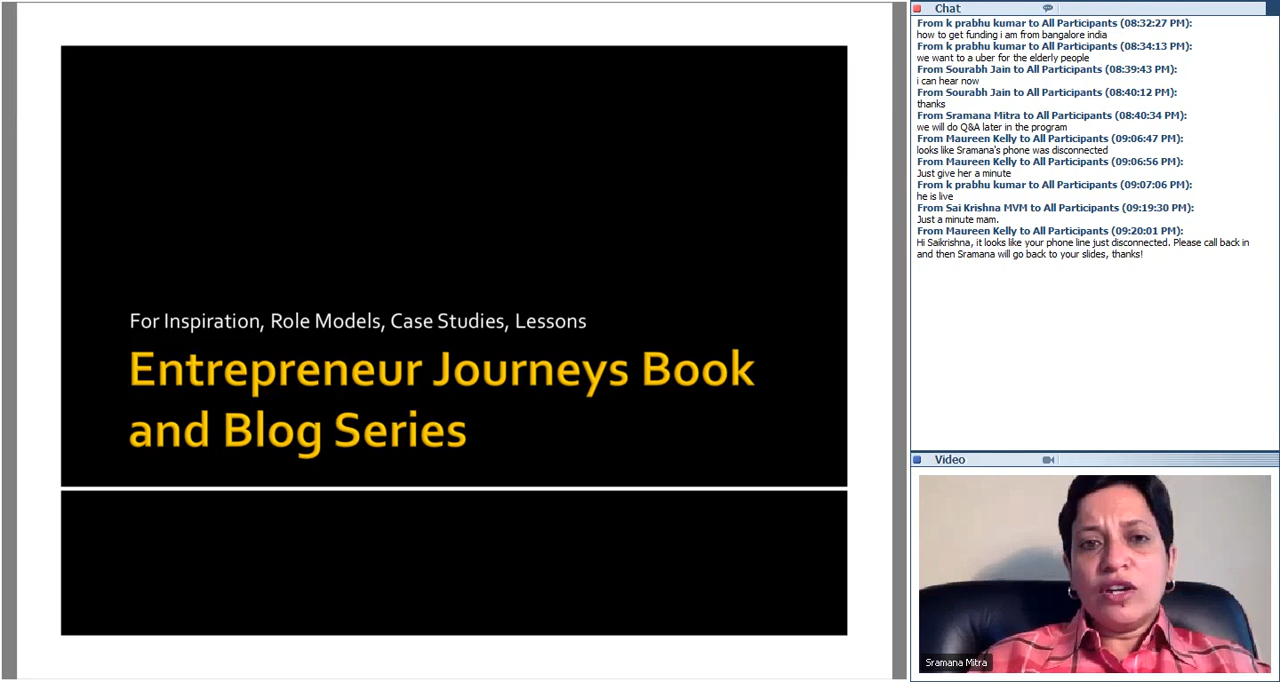 For Inspiration, Role Models, Case Studies, Lessons
Entrepreneur Journeys Book
and Blog Series
Chat
From k prabhu kumar to All Participants (08:32:27 PM):
how to get funding i am from bangalore india
From k prabhu kumar to All Participants (08:34:13 PM):
we want to a uber for the elderly people
From Sourabh Jain to All Participants (08:39:43 PM):
i can hear now
From Sourabh Jain to All Participants (08:40:12 PM):
thanks
From Sramana Mitra to All Participants (08:40:34 PM):
we will do Q&A later in the program
From Maureen Kelly to All Participants (09:06:47 PM):
looks like Sramana's phone was disconnected
From Maureen Kelly to All Participants (09:06:56 PM):
Just give her a minute
From k prabhu kumar to All Participants (09:07:06 PM):
he is live
From Sai Krishna MVM to All Participants (09:19:30 PM):
Just a minute mam.
From Maureen Kelly to All Participants (09:20:01 PM):
Hi Saikrishna, it looks like your phone line just disconnected. Please call back in
and then Sramana will go back to your slides, thanks!
Video
Sramana Mitra